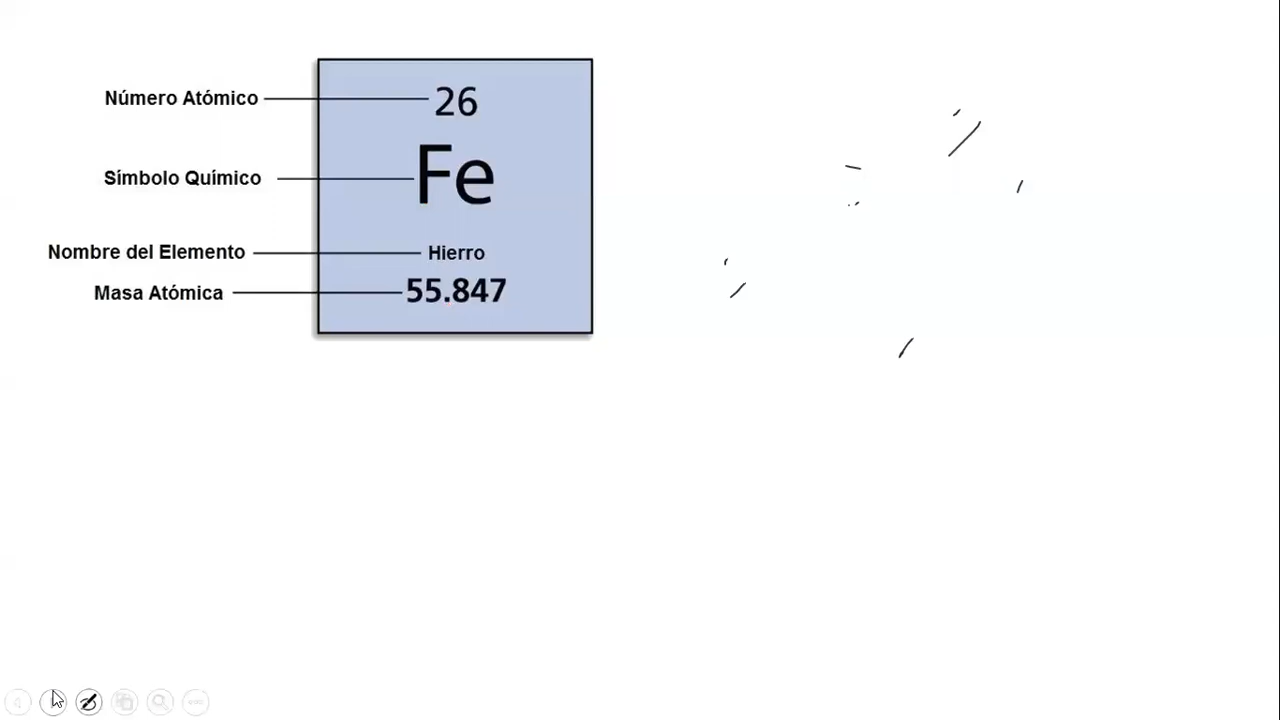 Número Atómico
26
Símbolo Químico
Fe
Nombre del Elemento
Hierro
Masa Atómica
55.847